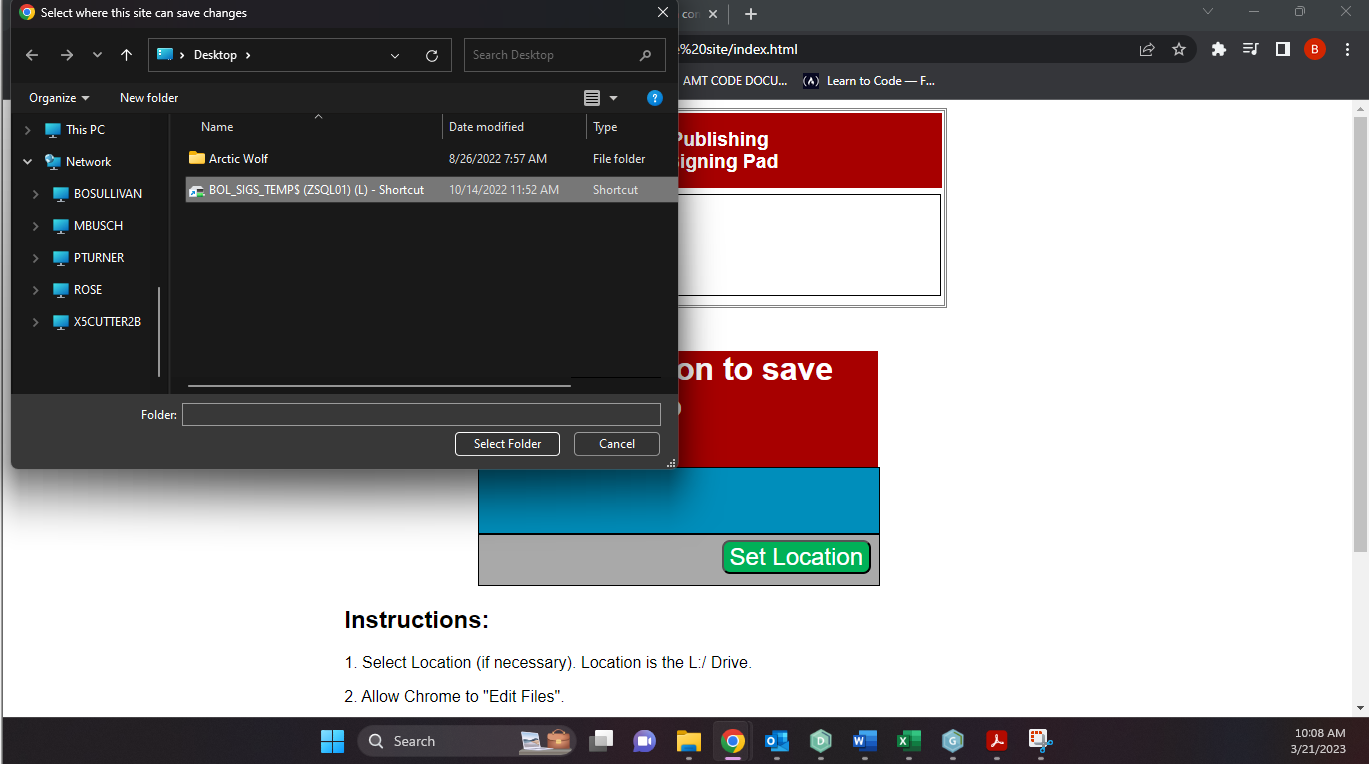 Select where this site can save changes
Desktop
Search Desktop
Organize
New folder
?
This PC
Network
BOSULLIVAN
MBUSCH
PTURNER
ROSE
X5CUTTER2B
Name
Date modified
Type
Arctic Wolf
8/26/2022 7:57 AM
File folder
BOL_SIGS_TEMP$ (ZSQL01) (L) - Shortcut
10/14/2022 11:52 AM
Shortcut
Folder:
Select Folder
Cancel
con
%20site/index.html
B
AMT CODE DOCU...
Learn to Code — F...
Publishing
igning Pad
on to save
Set Location
Instructions:
1. Select Location (if necessary). Location is the L:/ Drive.
2. Allow Chrome to "Edit Files".
Search
10:08 AM
3/21/2023